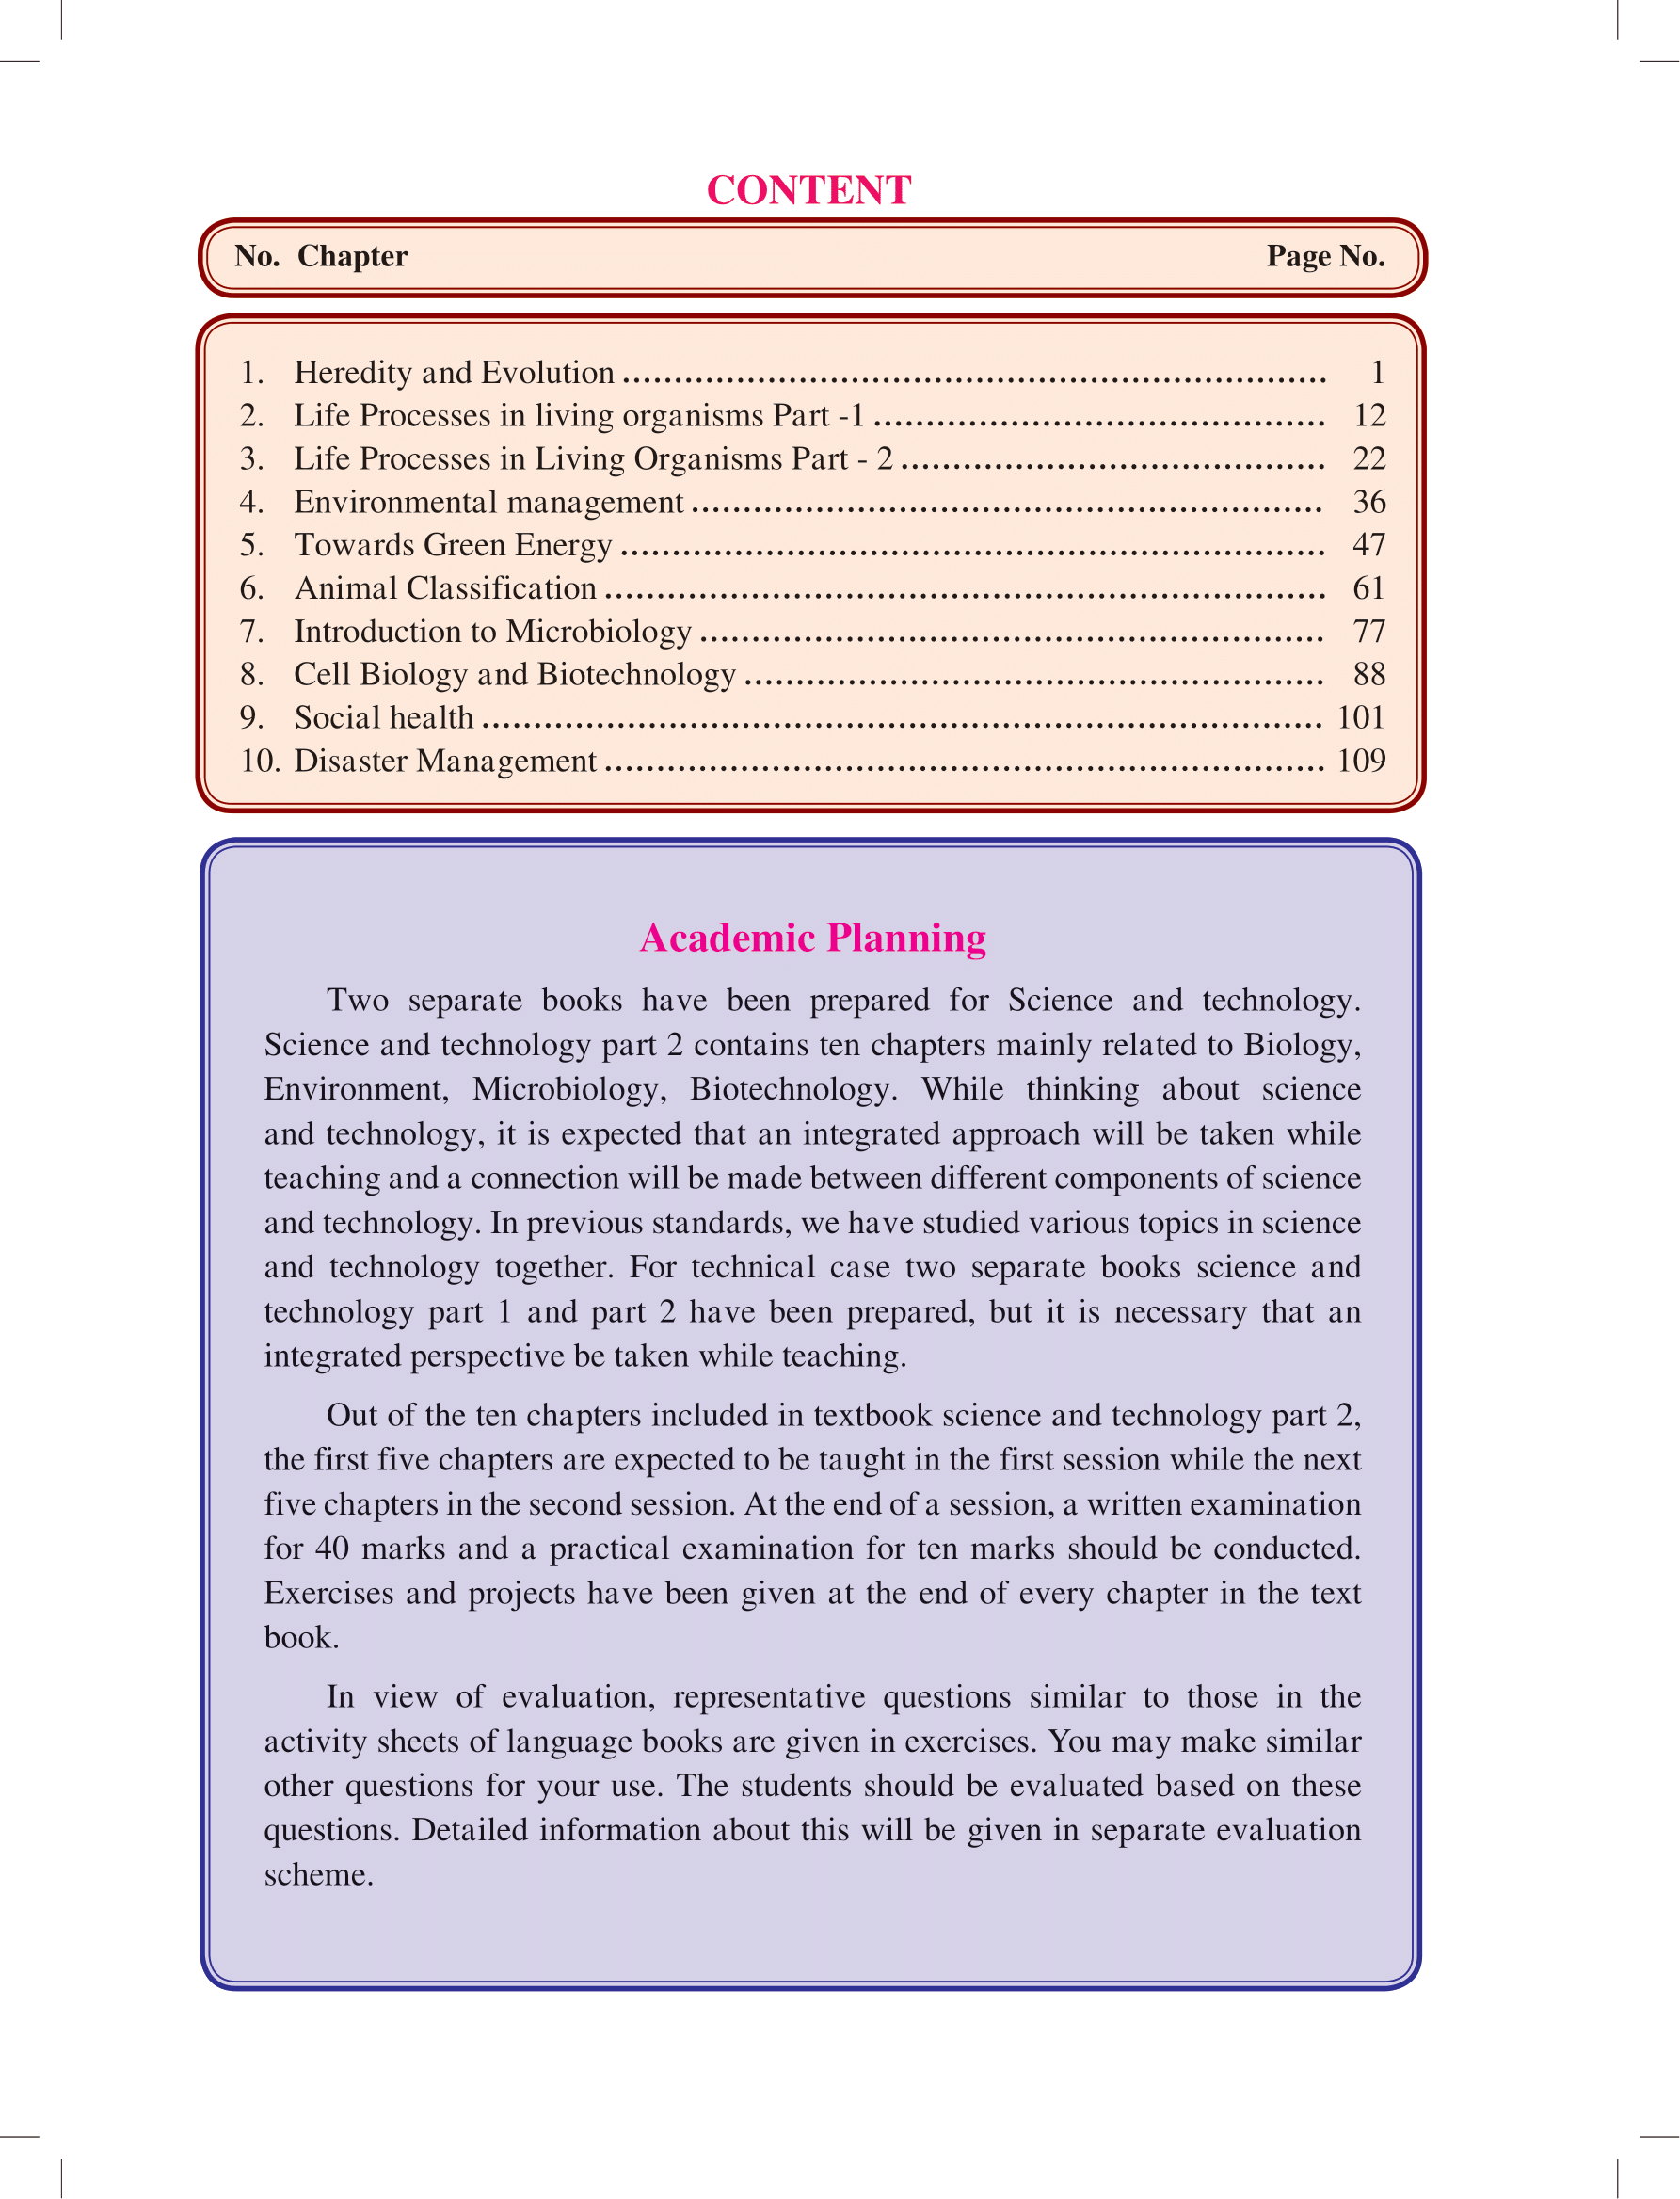 CONTENT
No. Chapter Page No.
1. Heredity and Evolution .................................................................... 1
2. Life Processes in living organisms Part -1 ............................................ 12
3. Life Processes in Living Organisms Part - 2 ......................................... 22
4. Environmental management ............................................................. 36
5. Towards Green Energy .................................................................... 47
6. Animal Classification ...................................................................... 61
7. Introduction to Microbiology ............................................................ 77
8. Cell Biology and Biotechnology ........................................................ 88
9. Social health ................................................................................. 101
10. Disaster Management ...................................................................... 109
Academic Planning
Two separate books have been prepared for Science and technology.
Science and technology part 2 contains ten chapters mainly related to Biology,
Environment, Microbiology, Biotechnology. While thinking about science
and technology, it is expected that an integrated approach will be taken while
teaching and a connection will be made between different components of science
and technology. In previous standards, we have studied various topics in science
and technology together. For technical case two separate books science and
technology part 1 and part 2 have been prepared, but it is necessary that an
integrated perspective be taken while teaching.
Out of the ten chapters included in textbook science and technology part 2,
the first five chapters are expected to be taught in the first session while the next
five chapters in the second session. At the end of a session, a written examination
for 40 marks and a practical examination for ten marks should be conducted.
Exercises and projects have been given at the end of every chapter in the text
book.
In view of evaluation, representative questions similar to those in the
activity sheets of language books are given in exercises. You may make similar
other questions for your use. The students should be evaluated based on these
questions. Detailed information about this will be given in separate evaluation
scheme.